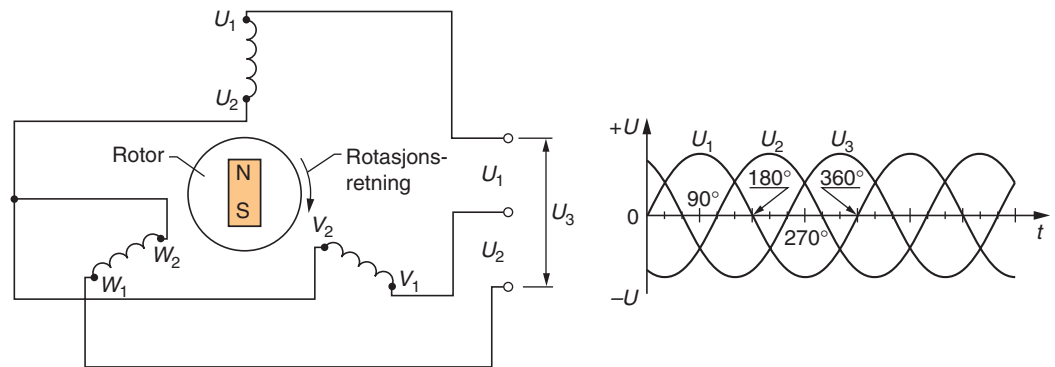 U₁
U₂
Rotor
N
S
Rotasjons-
retning
V₂
V₁
W₂
W₁
U₁
U₂
U₃
+U
U₁
U₂
U₃
180°
360°
90°
0
270°
t
–U